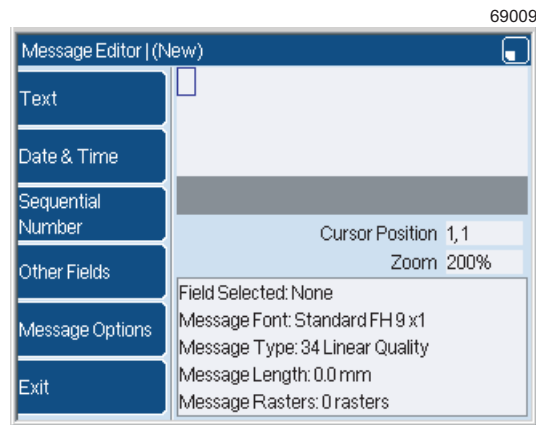 69009
Message Editor | (New)
Text
Date & Time
Sequential
Number
Other Fields
Message Options
Exit
Cursor Position 1,1
Zoom 200%
Field Selected: None
Message Font: Standard FH 9 x1
Message Type: 34 Linear Quality
Message Length: 0.0 mm
Message Rasters: 0 rasters